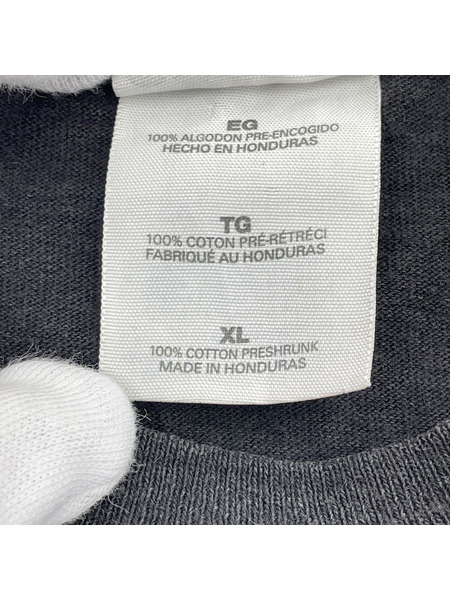 EG
100% ALGODON PRE-ENCOGIDO
HECHO EN HONDURAS
TG
100% COTON PRÉ-RÉTRÉCI
FABRIQUÉ AU HONDURAS
XL
100% COTTON PRESHRUNK
MADE IN HONDURAS